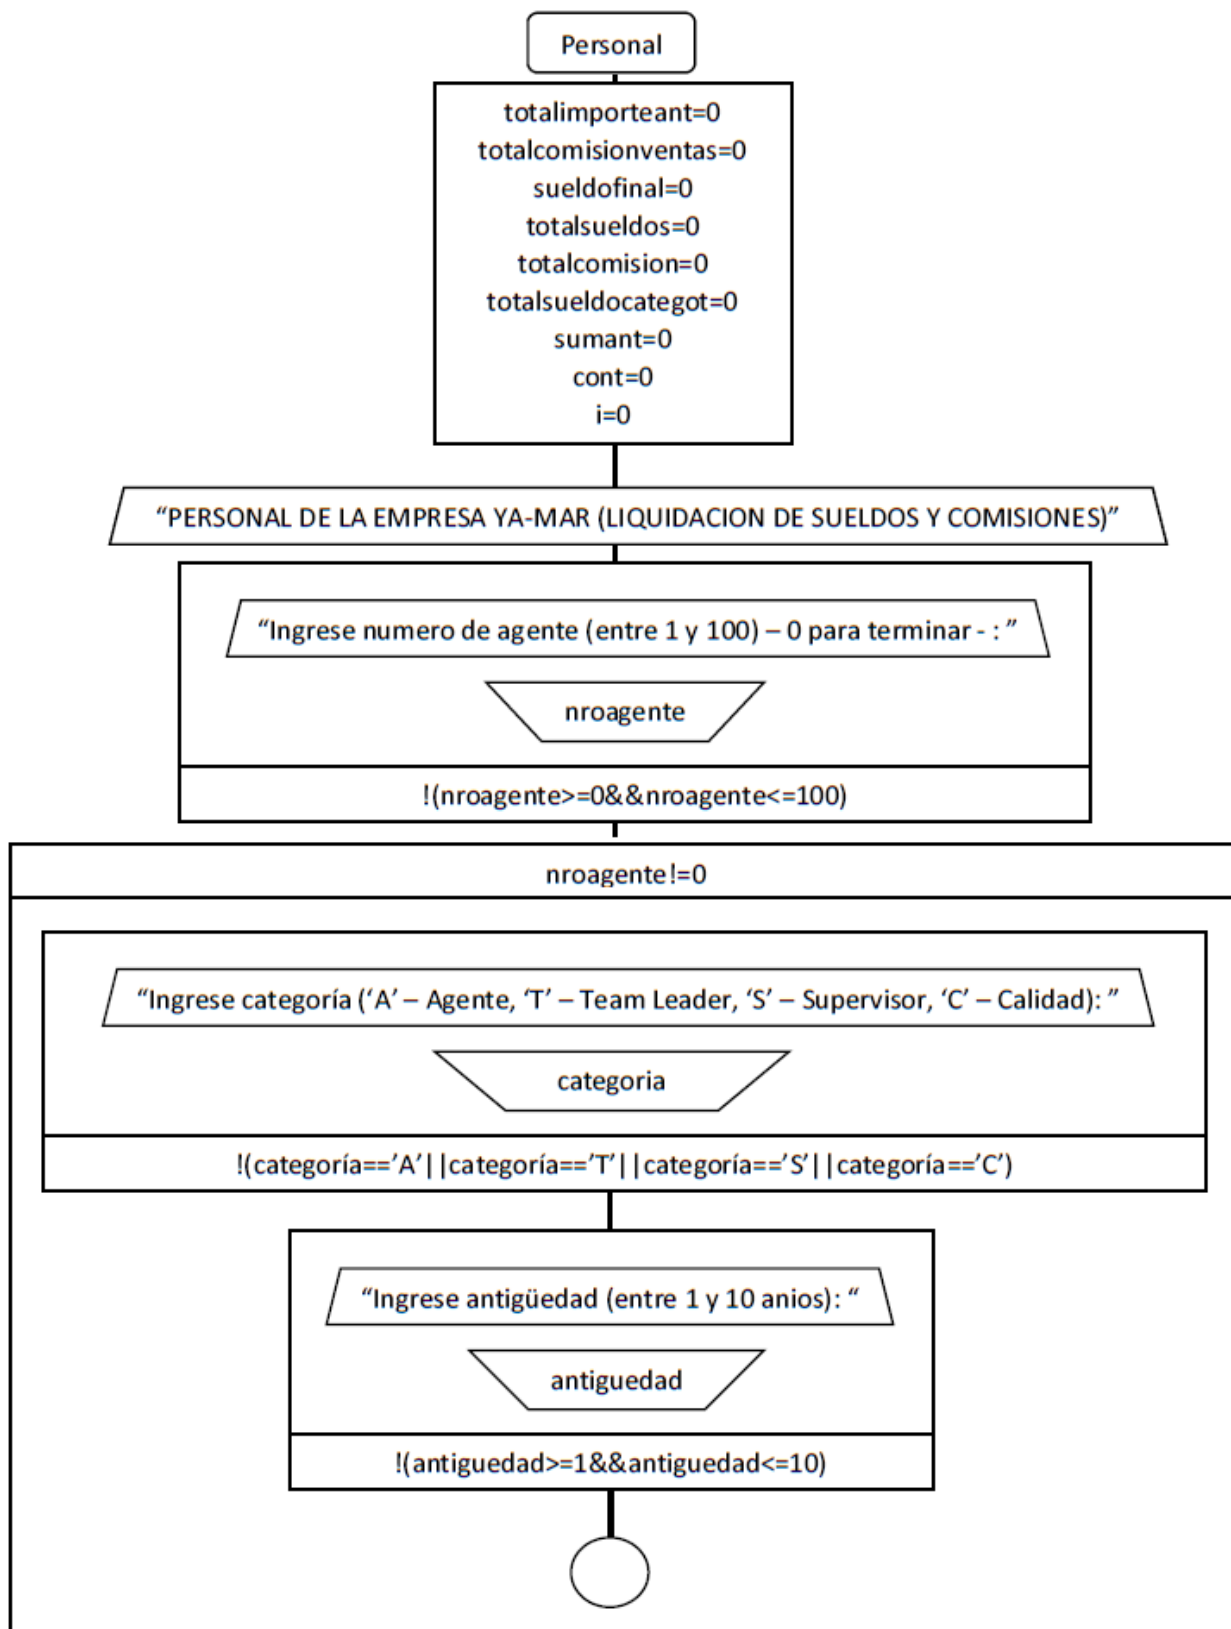 Personal
totalimporteant=0
totalcomisionventas=0
sueldofinal=0
totalsueldos=0
totalcomision=0
totalsueldocategot=0
sumant=0
cont=0
i=0
“PERSONAL DE LA EMPRESA YA-MAR (LIQUIDACION DE SUELDOS Y COMISIONES)”
“Ingrese numero de agente (entre 1 y 100) – 0 para terminar - : ”
nroagente
!(nroagente>=0&&nroagente<=100)
nroagente!=0
“Ingrese categoría (‘A’ – Agente, ‘T’ – Team Leader, ‘S’ – Supervisor, ‘C’ – Calidad): ”
categoria
!(categoría==’A’||categoría==’T’||categoría==’S’||categoría==’C’)
“Ingrese antigüedad (entre 1 y 10 anios): “
antiguedad
!(antiguedad>=1&&antiguedad<=10)